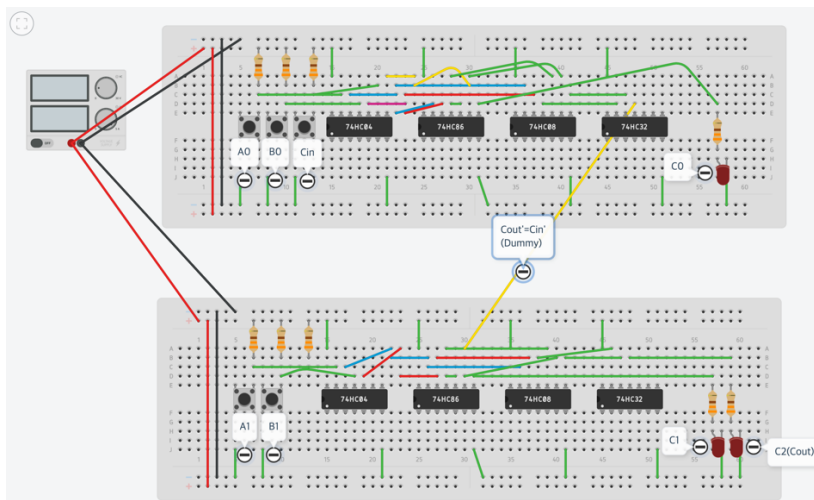 74HC04
74HC86
74HC08
74HC32
A0
B0
Cin
C0
Cout'=Cin'
(Dummy)
74HC04
74HC86
74HC08
74HC32
A1
B1
C1
C2(Cout)